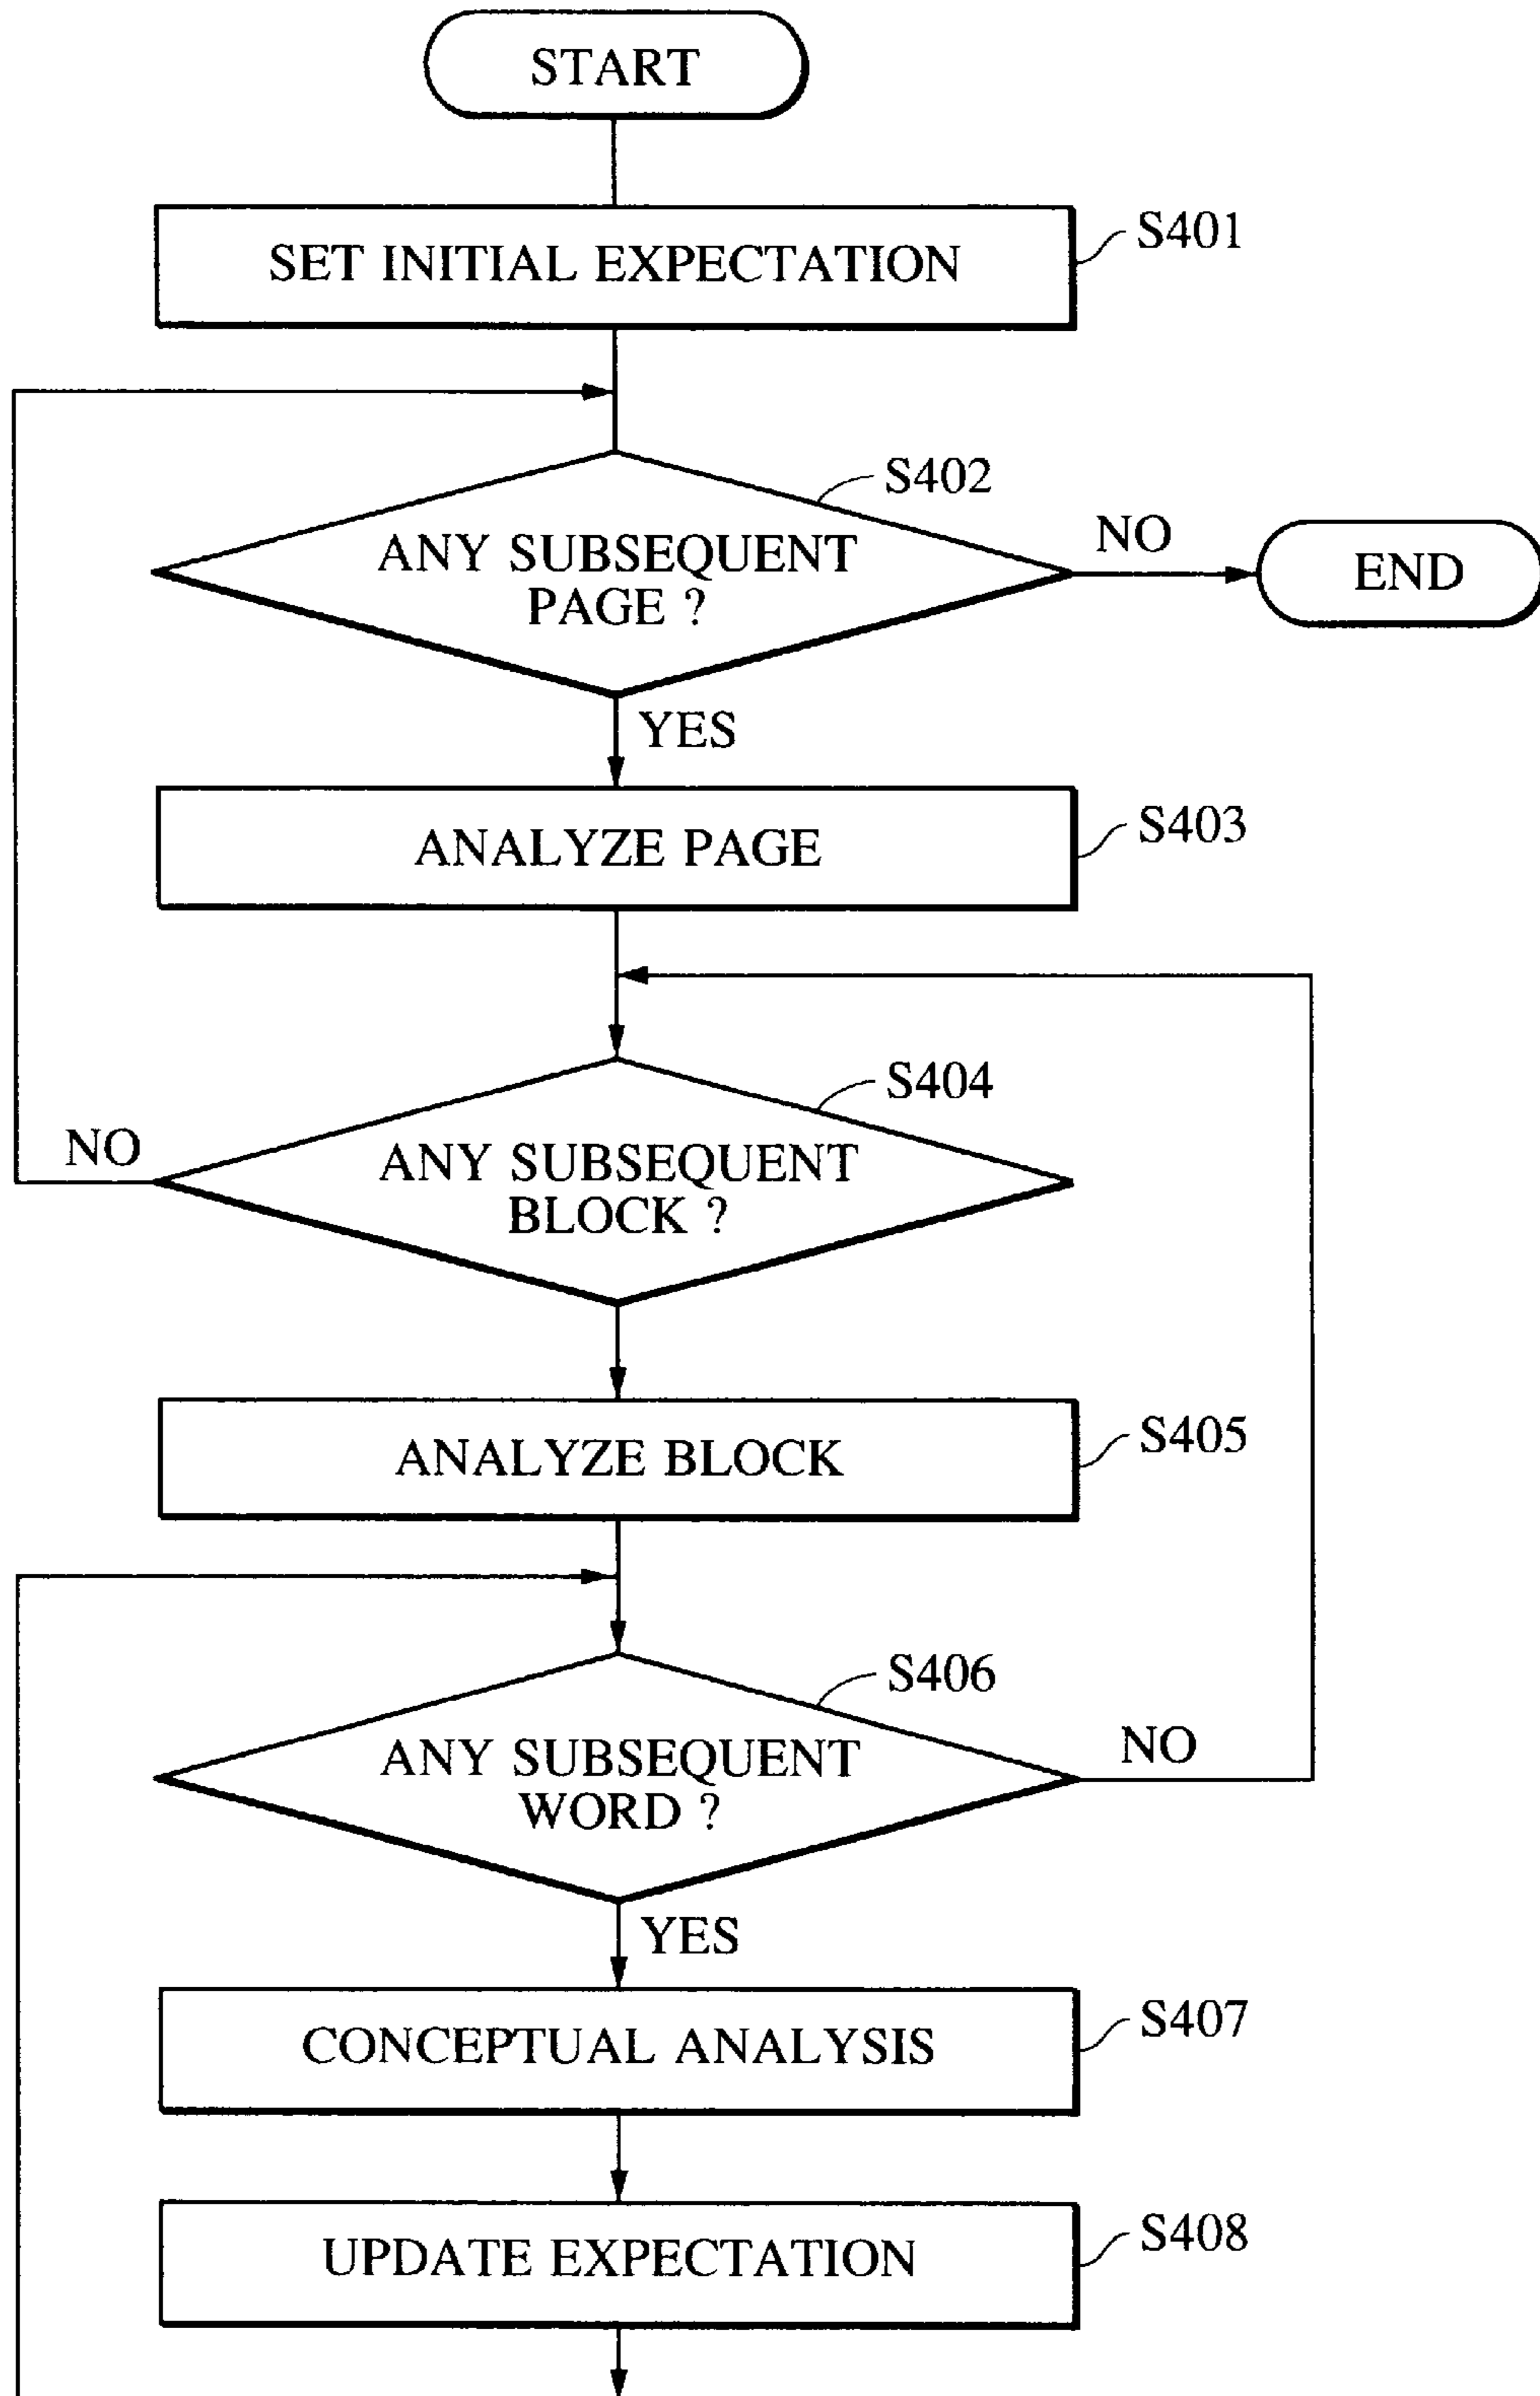 START
SET INITIAL EXPECTATION
S401
S402
ANY SUBSEQUENT
PAGE ?
NO
END
YES
ANALYZE PAGE
S403
S404
NO
ANY SUBSEQUENT
BLOCK ?
ANALYZE BLOCK
S405
S406
ANY SUBSEQUENT
WORD ?
NO
YES
CONCEPTUAL ANALYSIS
S407
UPDATE EXPECTATION
S408